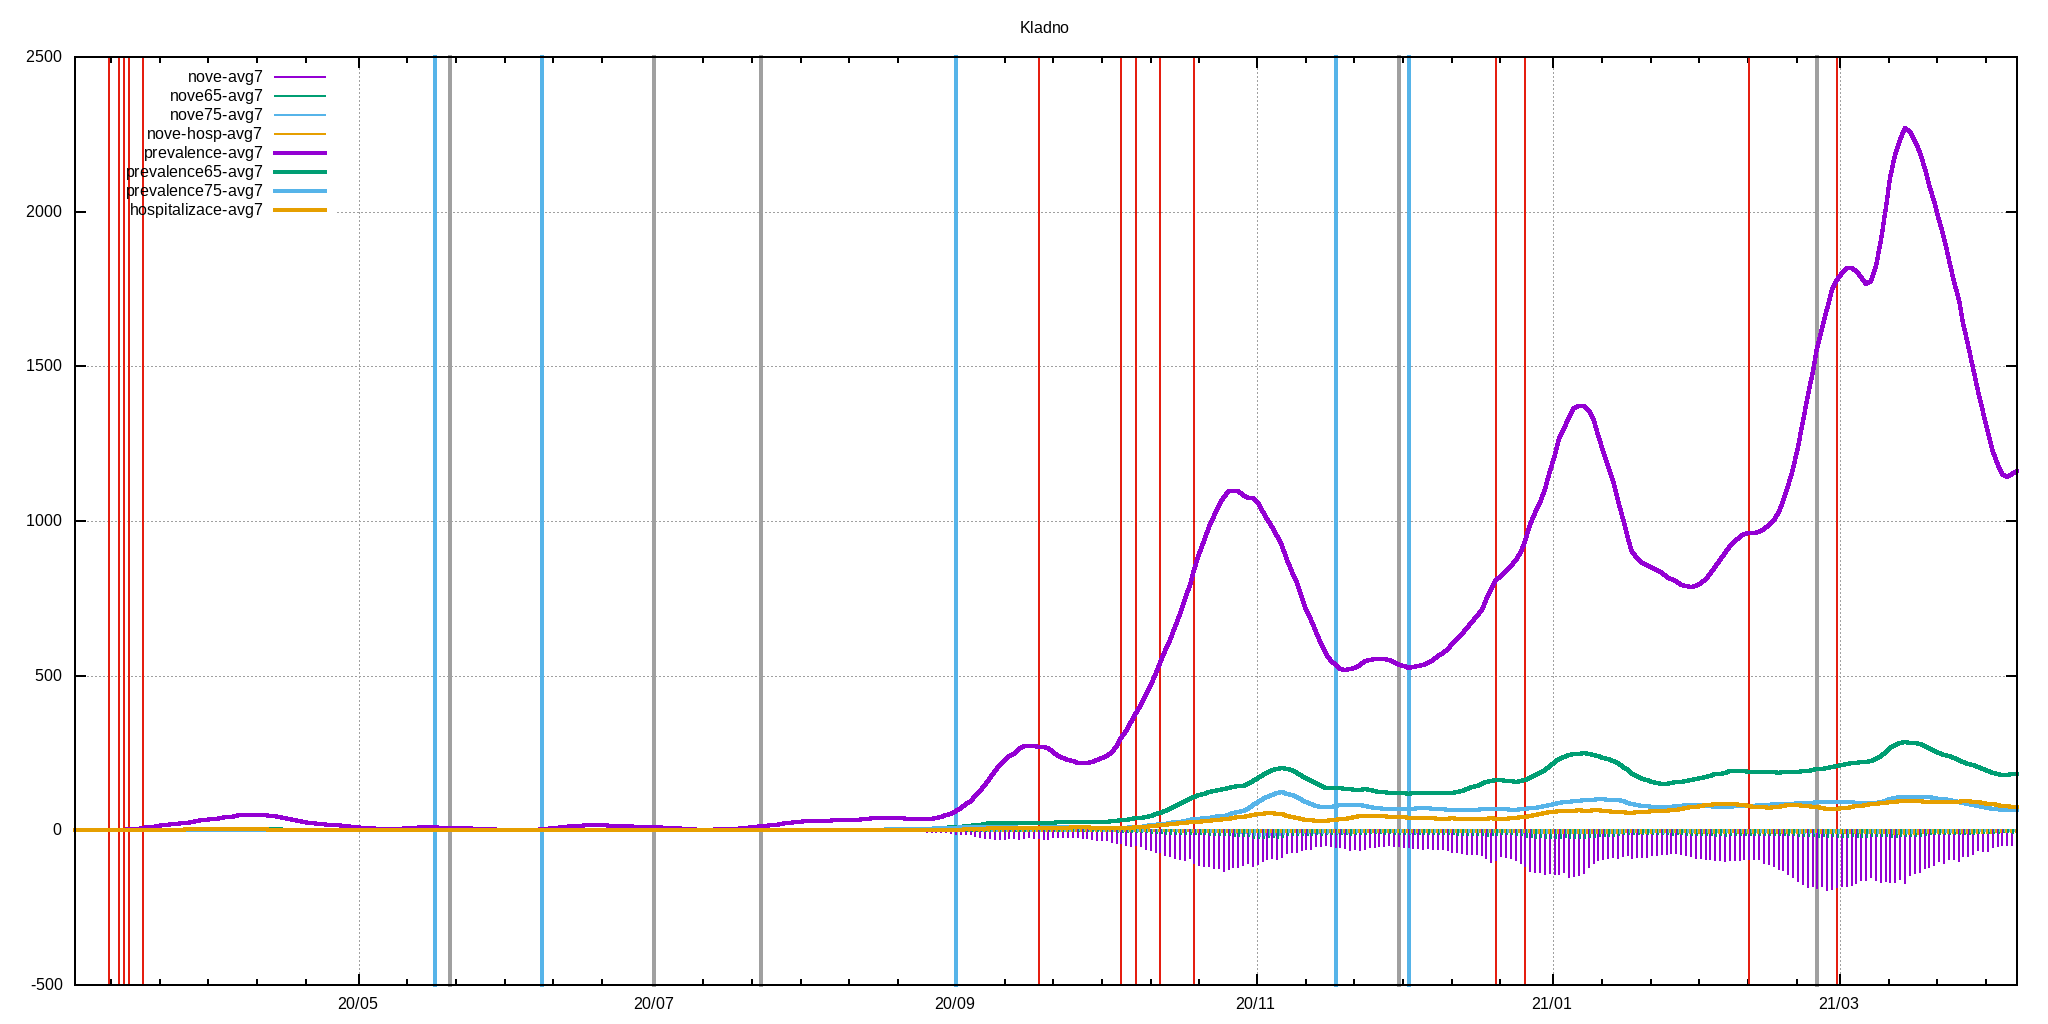 Kladno
2500
2000
1500
1000
500
0
-500
nove-avg7
nove65-avg7
nove75-avg7
nove-hosp-avg7
prevalence-avg7
prevalence65-avg7
prevalence75-avg7
hospitalizace-avg7
20/05
20/07
20/09
20/11
21/01
21/03